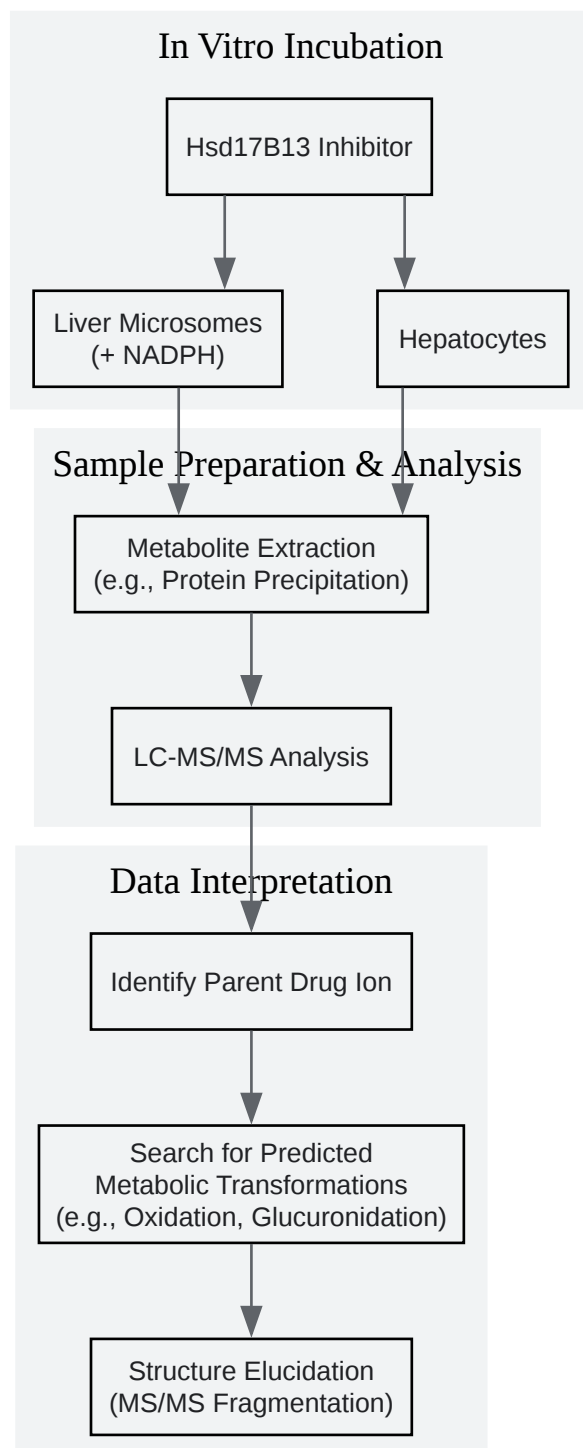 In Vitro Incubation
Hsd17B13 Inhibitor
Liver Microsomes
(+ NADPH)
Hepatocytes
Sample Preparation & Analysis
Metabolite Extraction
(e.g., Protein Precipitation)
LC-MS/MS Analysis
Data Interpretation
Identify Parent Drug Ion
Search for Predicted
Metabolic Transformations
(e.g., Oxidation, Glucuronidation)
Structure Elucidation
(MS/MS Fragmentation)